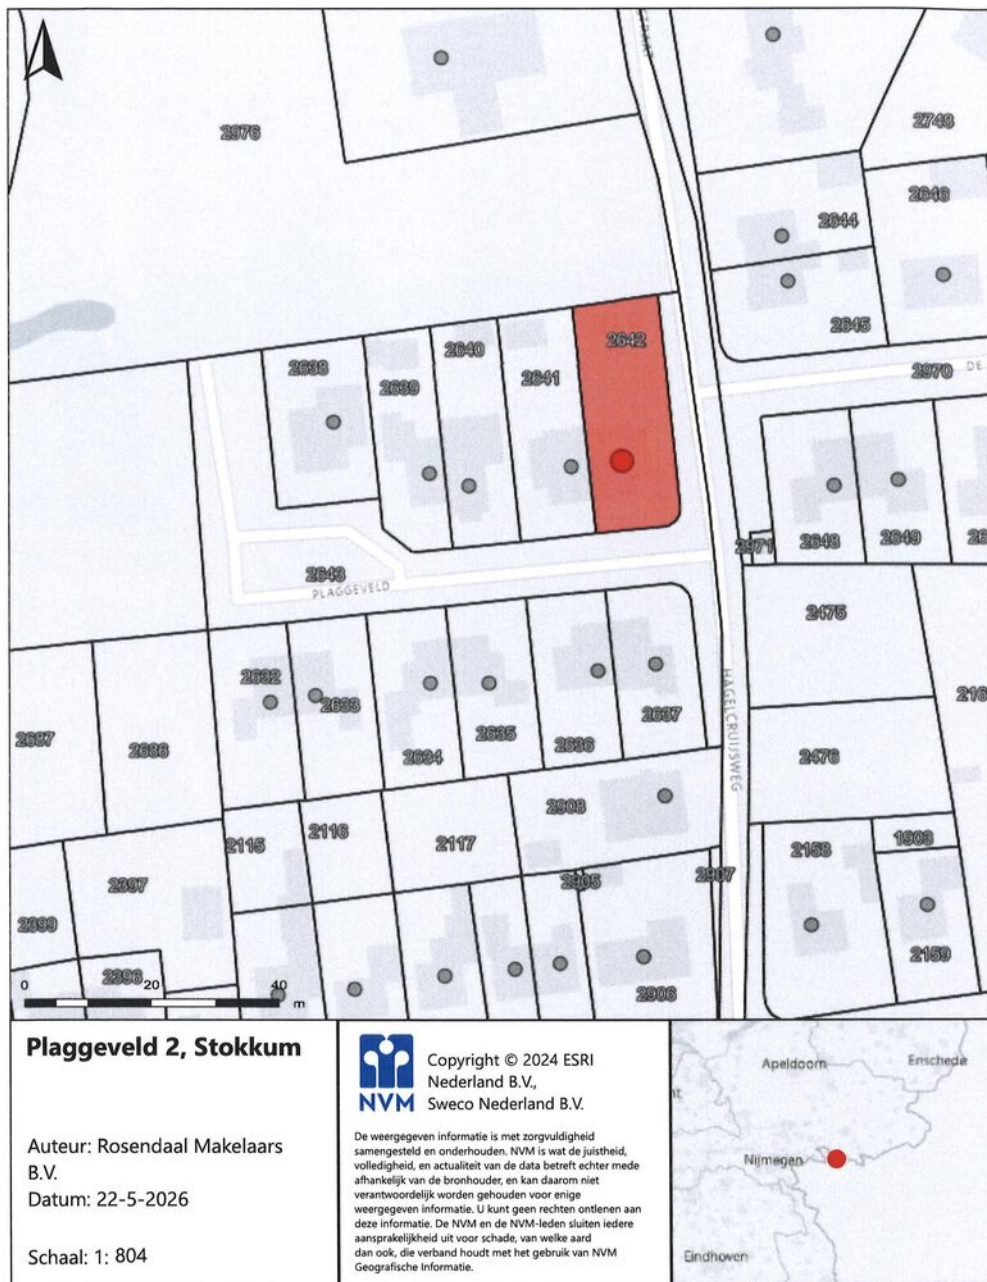 STRAAT
2976
2743
2646
2644
2645
2642
2640
2638
2641
2639
2970
DE
2971
2648
2649
2643
PLAGGEVELD
2475
HAGELCRUISWEG
2632
2633
2637
2635
2636
2634
2687
2686
2476
2903
2116
2115
2117
2158
1903
2397
2905
2907
2399
2159
2396
2906
0 20 40 m
Plaggeveld 2, Stokkum
Auteur: Rosendaal Makelaars
B.V.
Datum: 22-5-2026
Schaal: 1: 804
NVM
Copyright © 2024 ESRI
Nederland B.V.,
Sweco Nederland B.V.
De weergegeven informatie is met zorgvuldigheid
samengesteld en onderhouden. NVM is wat de juistheid,
volledigheid, en actualiteit van de data betreft echter mede
afhankelijk van de bronhouder, en kan daarom niet
verantwoordelijk worden gehouden voor enige
weergegeven informatie. U kunt geen rechten ontlenen aan
deze informatie. De NVM en de NVM-leden sluiten iedere
aansprakelijkheid uit voor schade, van welke aard
dan ook, die verband houdt met het gebruik van NVM
Geografische Informatie.
Apeldoorn
Enschede
Nijmegen
Eindhoven